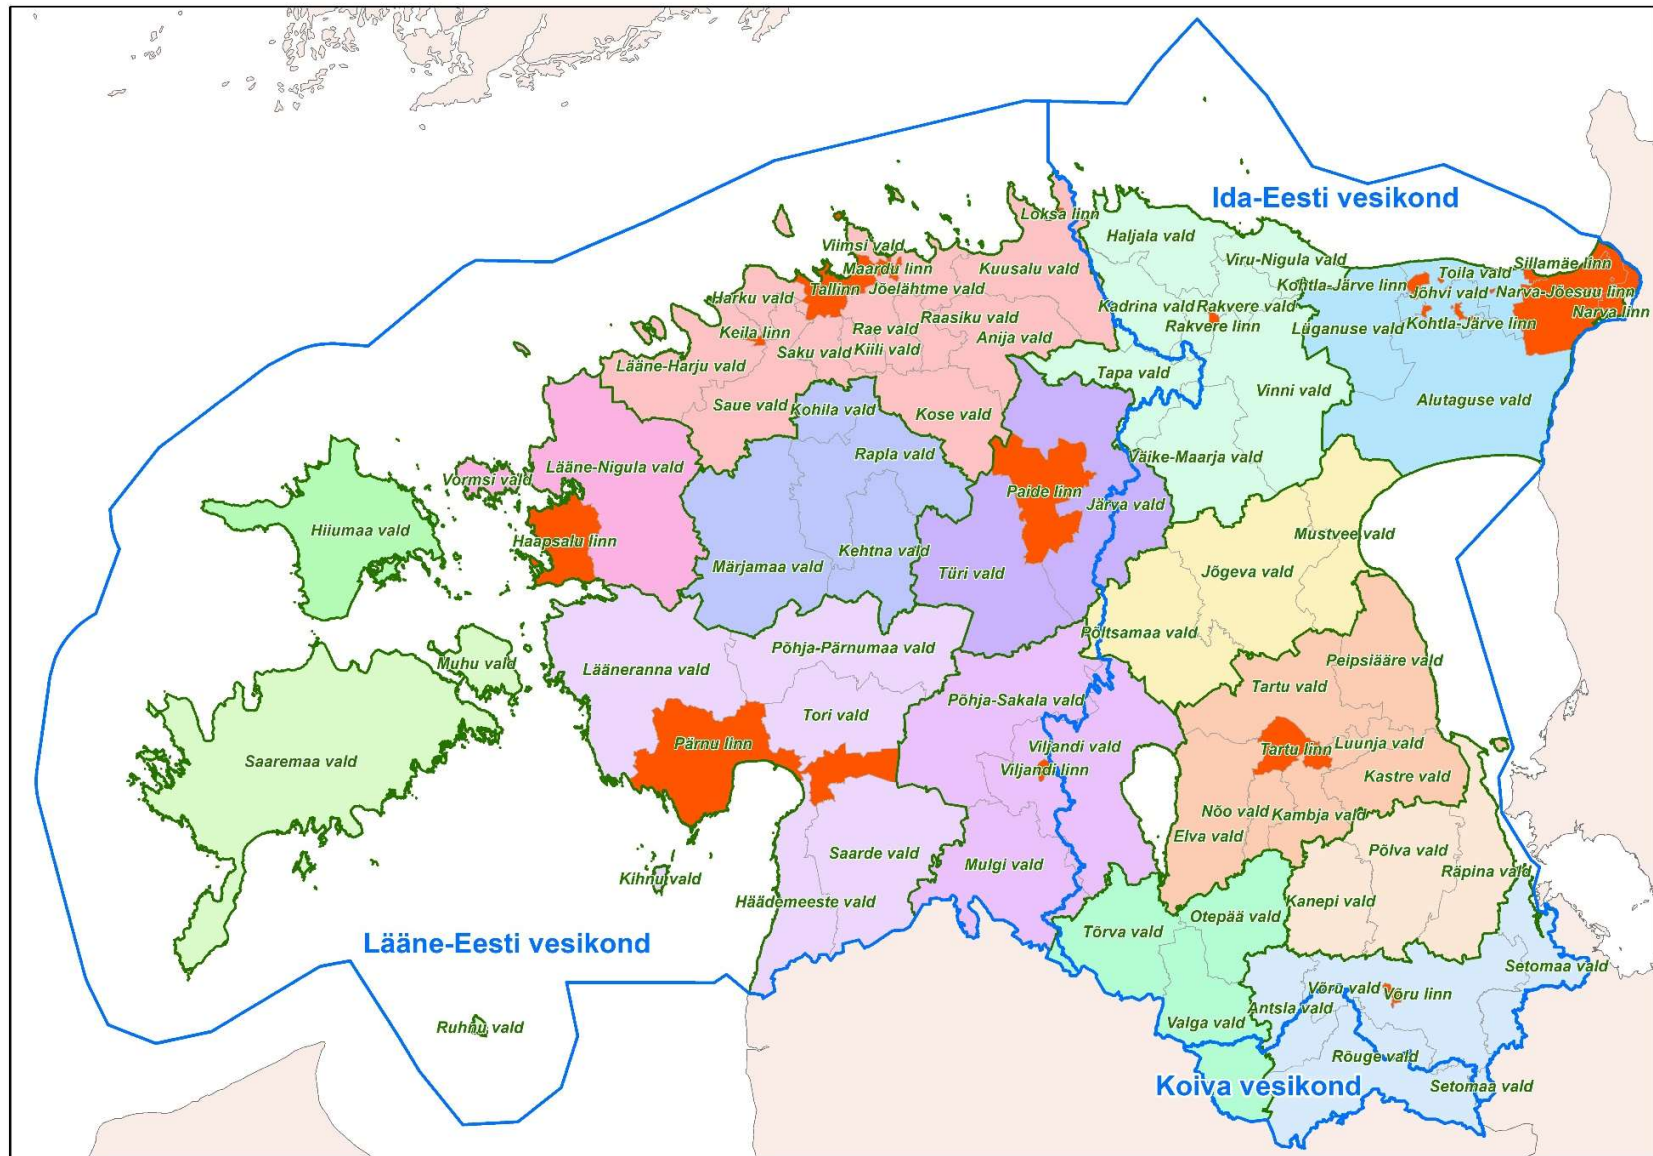 Ida-Eesti vesikond
Loksa linn
Haljala vald
Viimsi vald
Viru-Nigula vald
Sillamäe linn
Maardu linn
Kuusalu vald
Toila vald
Tallinn
Jõelähtme vald
Kohtla-Järve linn
Jõhvi vald
Narva-Jõesuu linn
Harku vald
Kadrina vald
Rakvere vald
Narva linn
Raasiku vald
Rakvere linn
Lüganuse vald
Kohtla-Järve linn
Keila linn
Rae vald
Anija vald
Saku vald
Kiili vald
Lääne-Harju vald
Tapa vald
Vinni vald
Alutaguse vald
Saue vald
Kohila vald
Kose vald
Rapla vald
Väike-Maarja vald
Lääne-Nigula vald
Vormsi vald
Paide linn
Järva vald
Hiiumaa vald
Mustvee vald
Haapsalu linn
Kehtna vald
Märjamaa vald
Türi vald
Jõgeva vald
Põltsamaa vald
Põhja-Pärnumaa vald
Muhu vald
Lääneranna vald
Peipsiääre vald
Tartu vald
Põhja-Sakala vald
Tori vald
Pärnu linn
Viljandi vald
Tartu linn
Luunja vald
Saaremaa vald
Viljandi linn
Kastre vald
Nõo vald
Kambja vald
Elva vald
Saarde vald
Mulgi vald
Põlva vald
Räpina vald
Kihnu vald
Häädemeeste vald
Kanepi vald
Otepää vald
Lääne-Eesti vesikond
Tõrva vald
Setomaa vald
Võru vald
Võru linn
Antsla vald
Ruhnu vald
Valga vald
Rõuge vald
Koiva vesikond
Setomaa vald